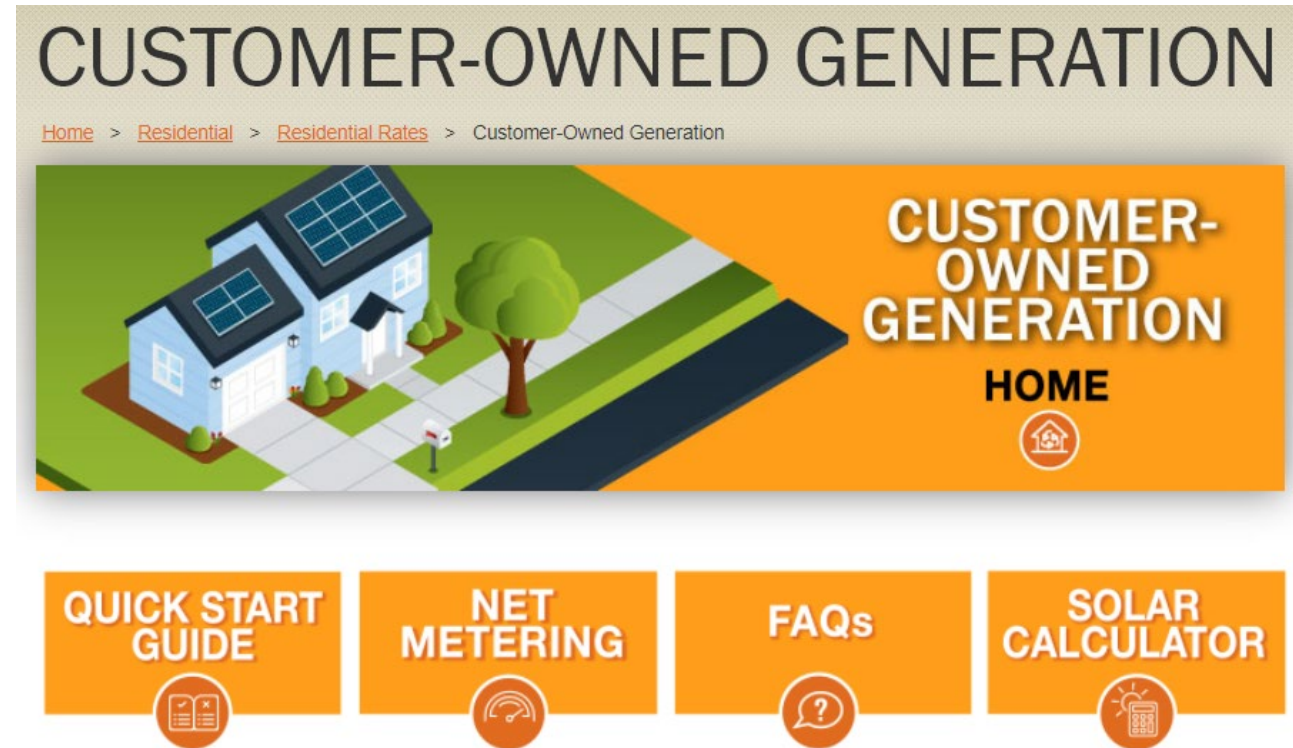 CUSTOMER-OWNED GENERATION
Home > Residential > Residential Rates > Customer-Owned Generation
CUSTOMER-
OWNED
GENERATION
HOME
QUICK START
GUIDE
NET
METERING
FAQs
SOLAR
CALCULATOR